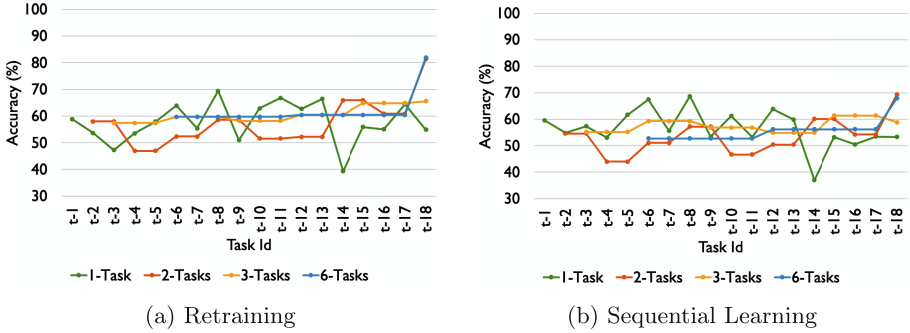 100
90
80
70
60
50
40
30
Accuracy (%)
t-1 t-2 t-3 t-4 t-5 t-6 t-7 t-8 t-9 t-10 t-11 t-12 t-13 t-14 t-15 t-16 t-17 t-18
Task Id
1-Task 2-Tasks 3-Tasks 6-Tasks
(a) Retraining
100
90
80
70
60
50
40
30
Accuracy (%)
t-1 t-2 t-3 t-4 t-5 t-6 t-7 t-8 t-9 t-10 t-11 t-12 t-13 t-14 t-15 t-16 t-17 t-18
Task Id
1-Task 2-Tasks 3-Tasks 6-Tasks
(b) Sequential Learning